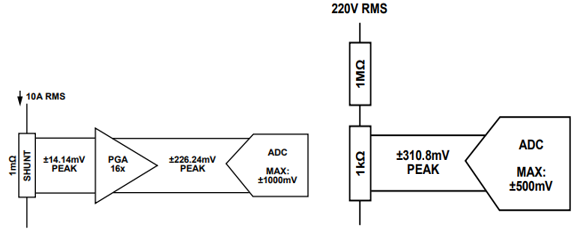 10A RMS
1mΩ
SHUNT
±14.14mV
PEAK
PGA
16x
±226.24mV
PEAK
ADC
MAX:
±1000mV
220V RMS
1MΩ
1kΩ
±310.8mV
PEAK
ADC
MAX:
±500mV